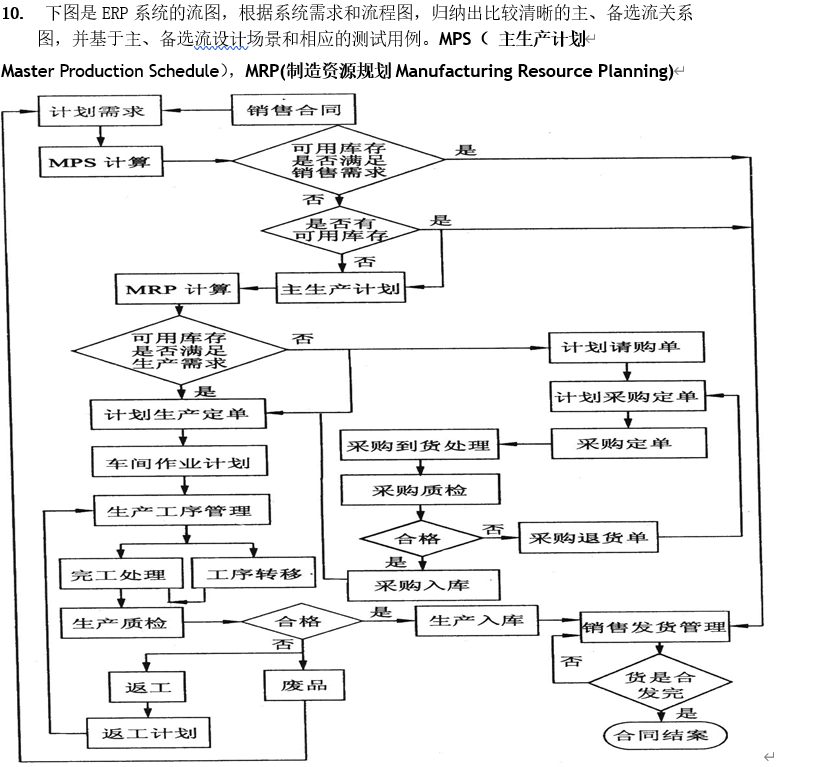 10. 下图是 ERP 系统的流图，根据系统需求和流程图，归纳出比较清晰的主、备选流关系
图，并基于主、备选流设计场景和相应的测试用例。MPS（ 主生产计划
Master Production Schedule），MRP(制造资源规划 Manufacturing Resource Planning)
计划需求
销售合同
MPS 计算
可用库存
是否满足
销售需求
是
否
是否有
可用库存
是
否
MRP 计算
主生产计划
可用库存
是否满足
生产需求
否
计划请购单
是
计划生产定单
计划采购定单
采购到货处理
采购定单
车间作业计划
采购质检
生产工序管理
合格
否
采购退货单
是
完工处理
工序转移
采购入库
生产质检
合格
是
生产入库
销售发货管理
否
否
返工
废品
货是合
发完
是
返工计划
合同结案